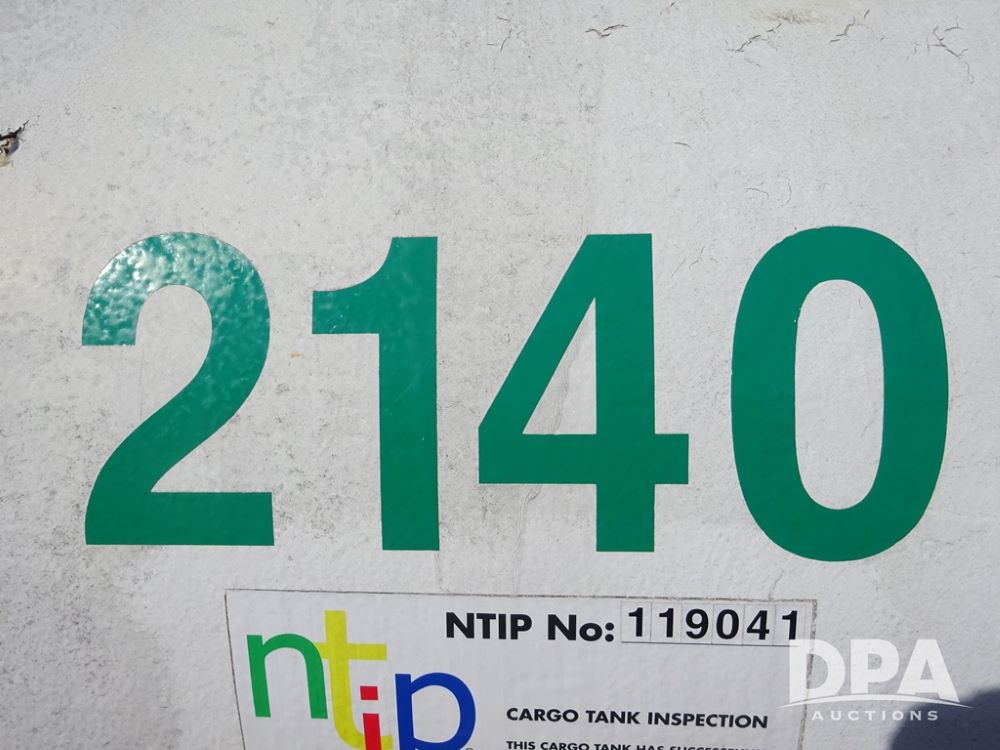 2140
NTIP No: 119041
ntip
CARGO TANK INSPECTION
THIS CARGO TANK HAS
DPA
AUCTIONS